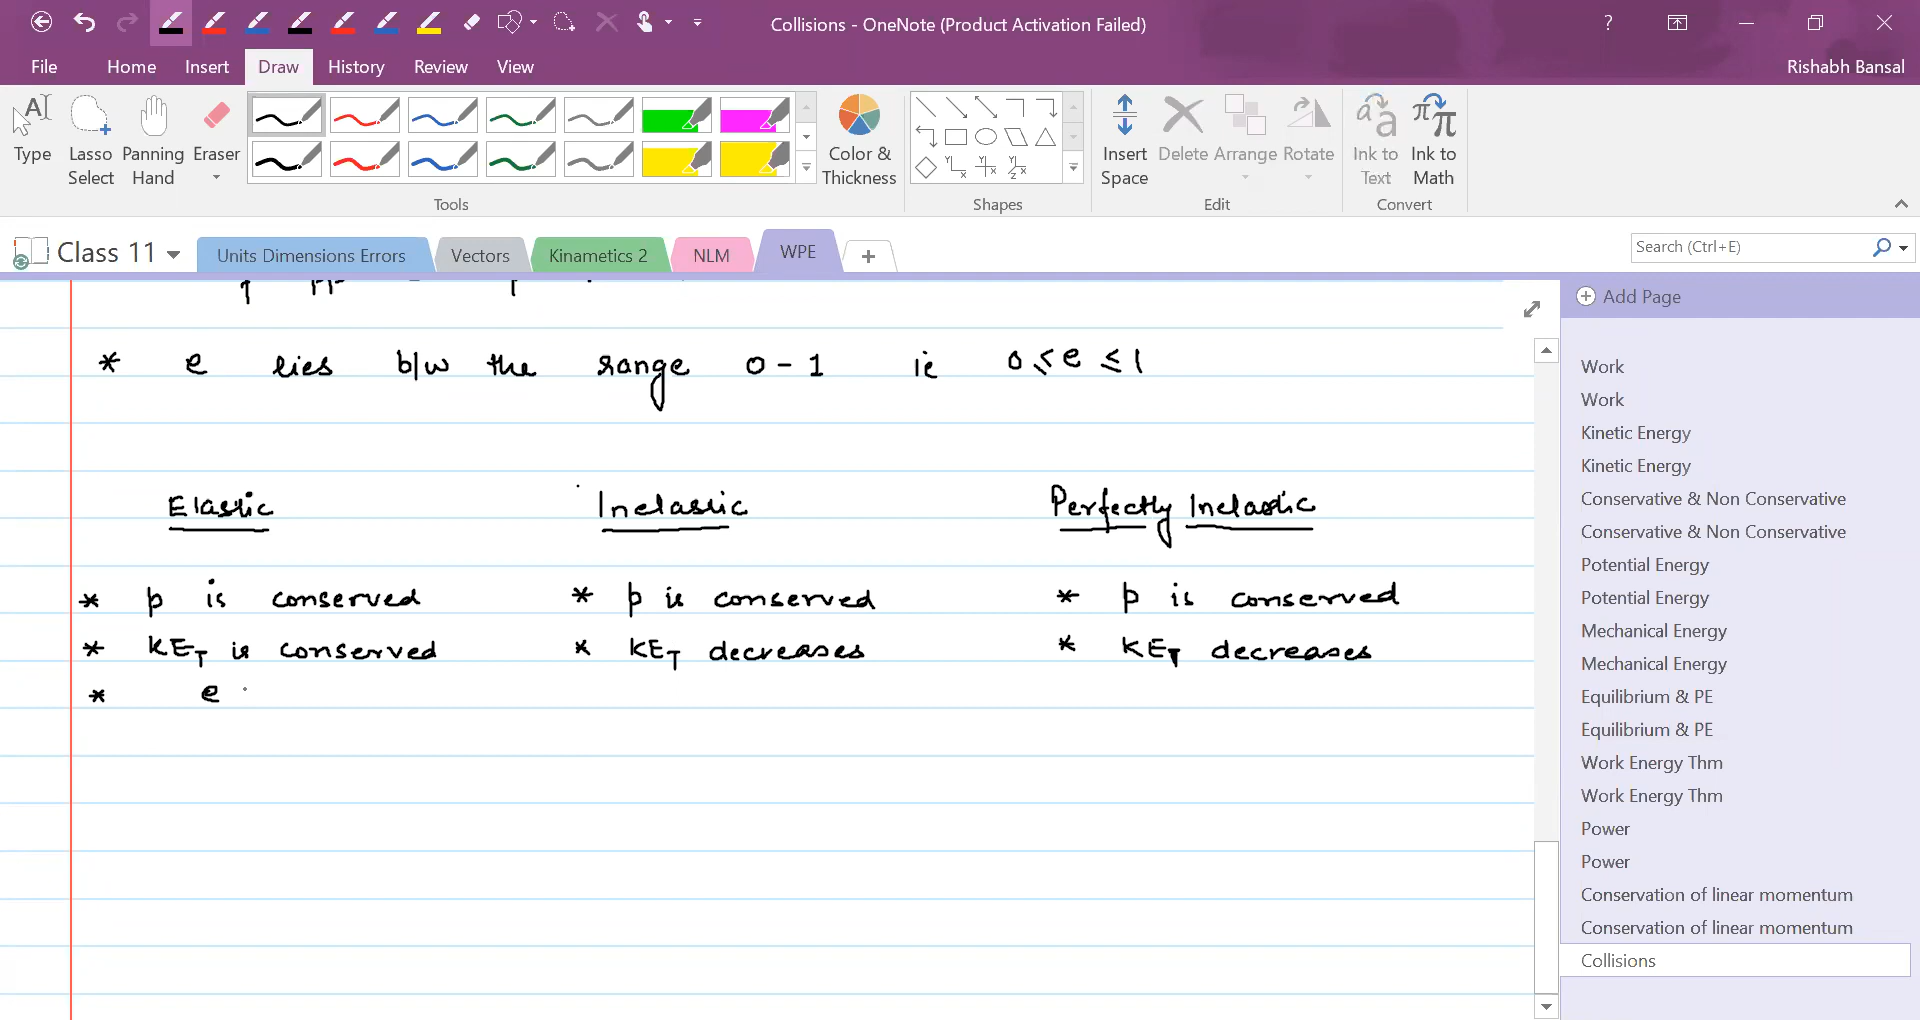 Collisions - OneNote (Product Activation Failed)
?
File Home Insert Draw History Review View Rishabh Bansal
Type
Lasso Select
Panning Hand
Eraser
Color & Thickness
Insert Space
Delete
Arrange
Rotate
Ink to Text
Ink to Math
Tools Shapes Edit Convert
Class 11 Units Dimensions Errors Vectors Kinametics 2 NLM WPE + Search (Ctrl+E)
Add Page
* e lies b/w the range 0 - 1 ie 0 ≤ e ≤ 1
Elastic Inelastic Perfectly Inelastic
* p is conserved * p is conserved * p is conserved
* KE_T is conserved * KE_T decreases * KE_T decreases
* e
Work
Work
Kinetic Energy
Kinetic Energy
Conservative & Non Conservative
Conservative & Non Conservative
Potential Energy
Potential Energy
Mechanical Energy
Mechanical Energy
Equilibrium & PE
Equilibrium & PE
Work Energy Thm
Work Energy Thm
Power
Power
Conservation of linear momentum
Conservation of linear momentum
Collisions